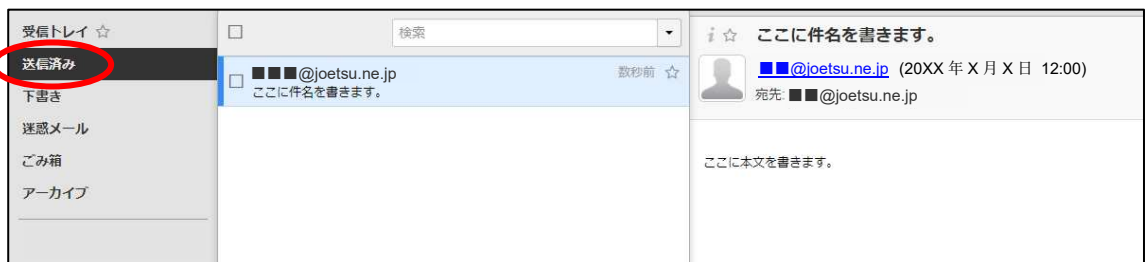 受信トレイ ☆
送信済み
下書き
迷惑メール
ごみ箱
アーカイブ
検索
■■■@joetsu.ne.jp 数秒前 ☆
ここに件名を書きます。
i ☆ ここに件名を書きます。
■■@joetsu.ne.jp (20XX 年 X 月 X 日 12:00)
宛先: ■■@joetsu.ne.jp
ここに本文を書きます。